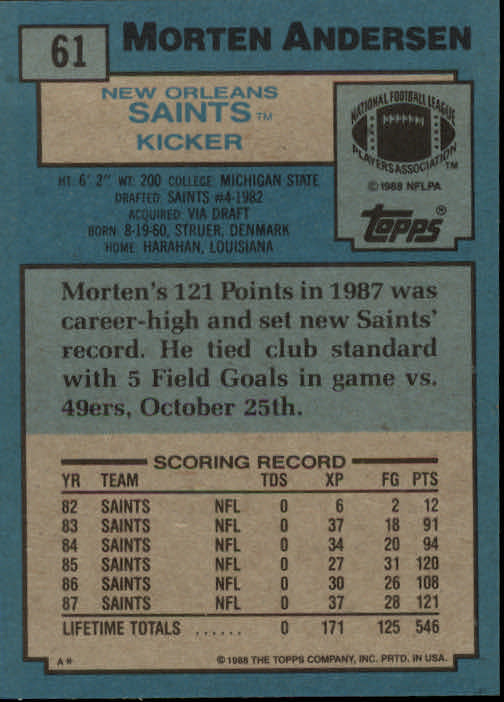 61
MORTEN ANDERSEN
NEW ORLEANS
SAINTS™
KICKER
NATIONAL FOOTBALL LEAGUE
PLAYERS ASSOCIATION™
© 1988 NFLPA
Topps®
HT: 6' 2" WT: 200 COLLEGE: MICHIGAN STATE
DRAFTED: SAINTS #4-1982
ACQUIRED: VIA DRAFT
BORN: 8-19-60, STRUER, DENMARK
HOME: HARAHAN, LOUISIANA
Morten's 121 Points in 1987 was
career-high and set new Saints'
record. He tied club standard
with 5 Field Goals in game vs.
49ers, October 25th.
SCORING RECORD
YR TEAM TDS XP FG PTS
82 SAINTS NFL 0 6 2 12
83 SAINTS NFL 0 37 18 91
84 SAINTS NFL 0 34 20 94
85 SAINTS NFL 0 27 31 120
86 SAINTS NFL 0 30 26 108
87 SAINTS NFL 0 37 28 121
LIFETIME TOTALS ...... 0 171 125 546
A*
© 1988 THE TOPPS COMPANY, INC. PRTD. IN USA.